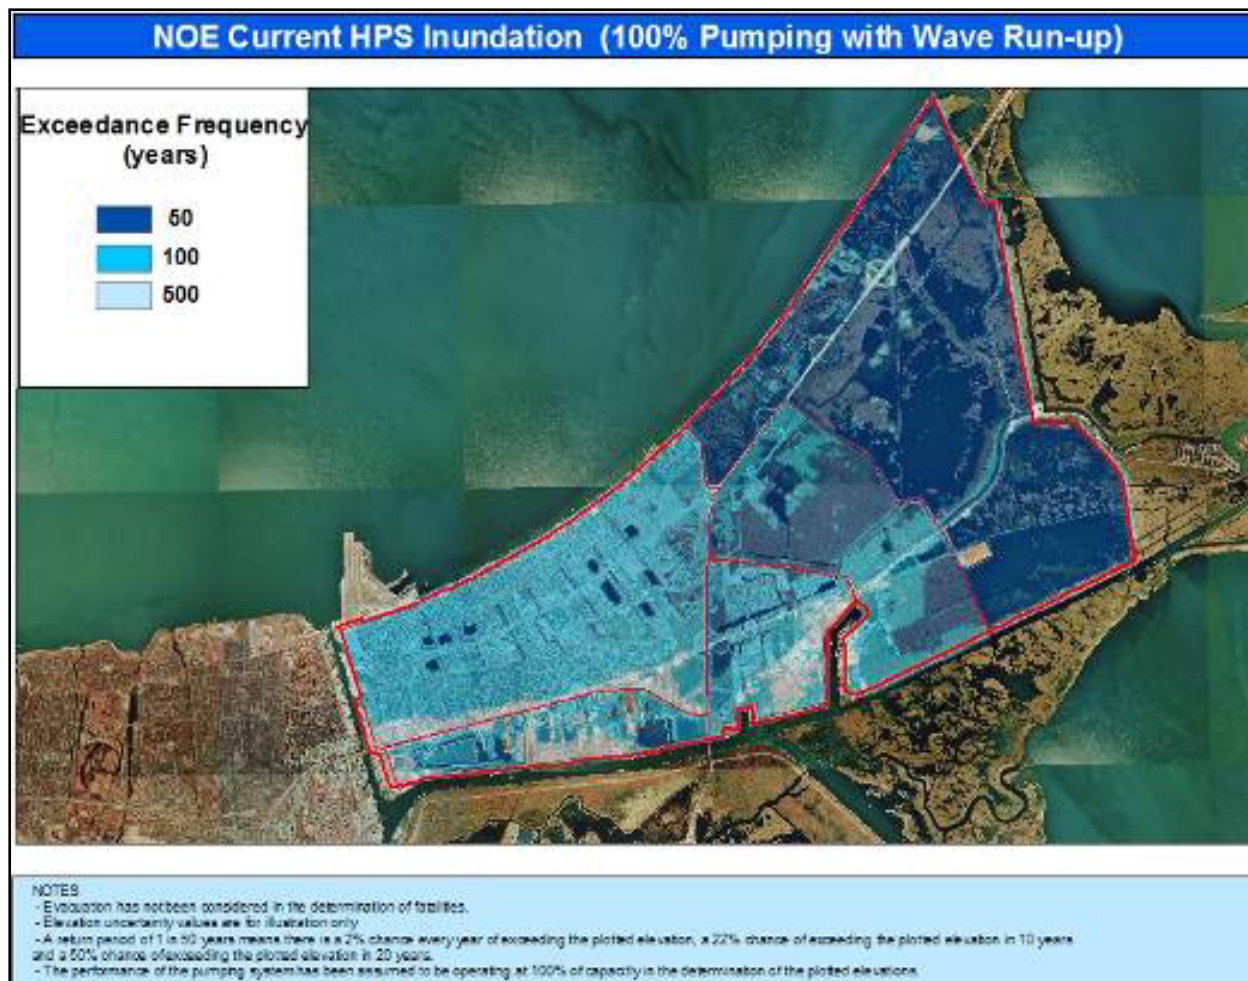 NOE Current HPS Inundation (100% Pumping with Wave Run-up)
Exceedance Frequency
(years)
50
100
500
NOTES
- Evacuation has not been considered in the determination of fatalities.
- Elevation uncertainty values are for illustration only
- A return period of 1 in 50 years means there is a 2% chance every year of exceeding the plotted elevation, a 22% chance of exceeding the plotted elevation in 10 years
and a 50% chance of exceeding the plotted elevation in 20 years.
- The performance of the pumping system has been assumed to be operating at 100% of capacity in the determination of the plotted elevations.